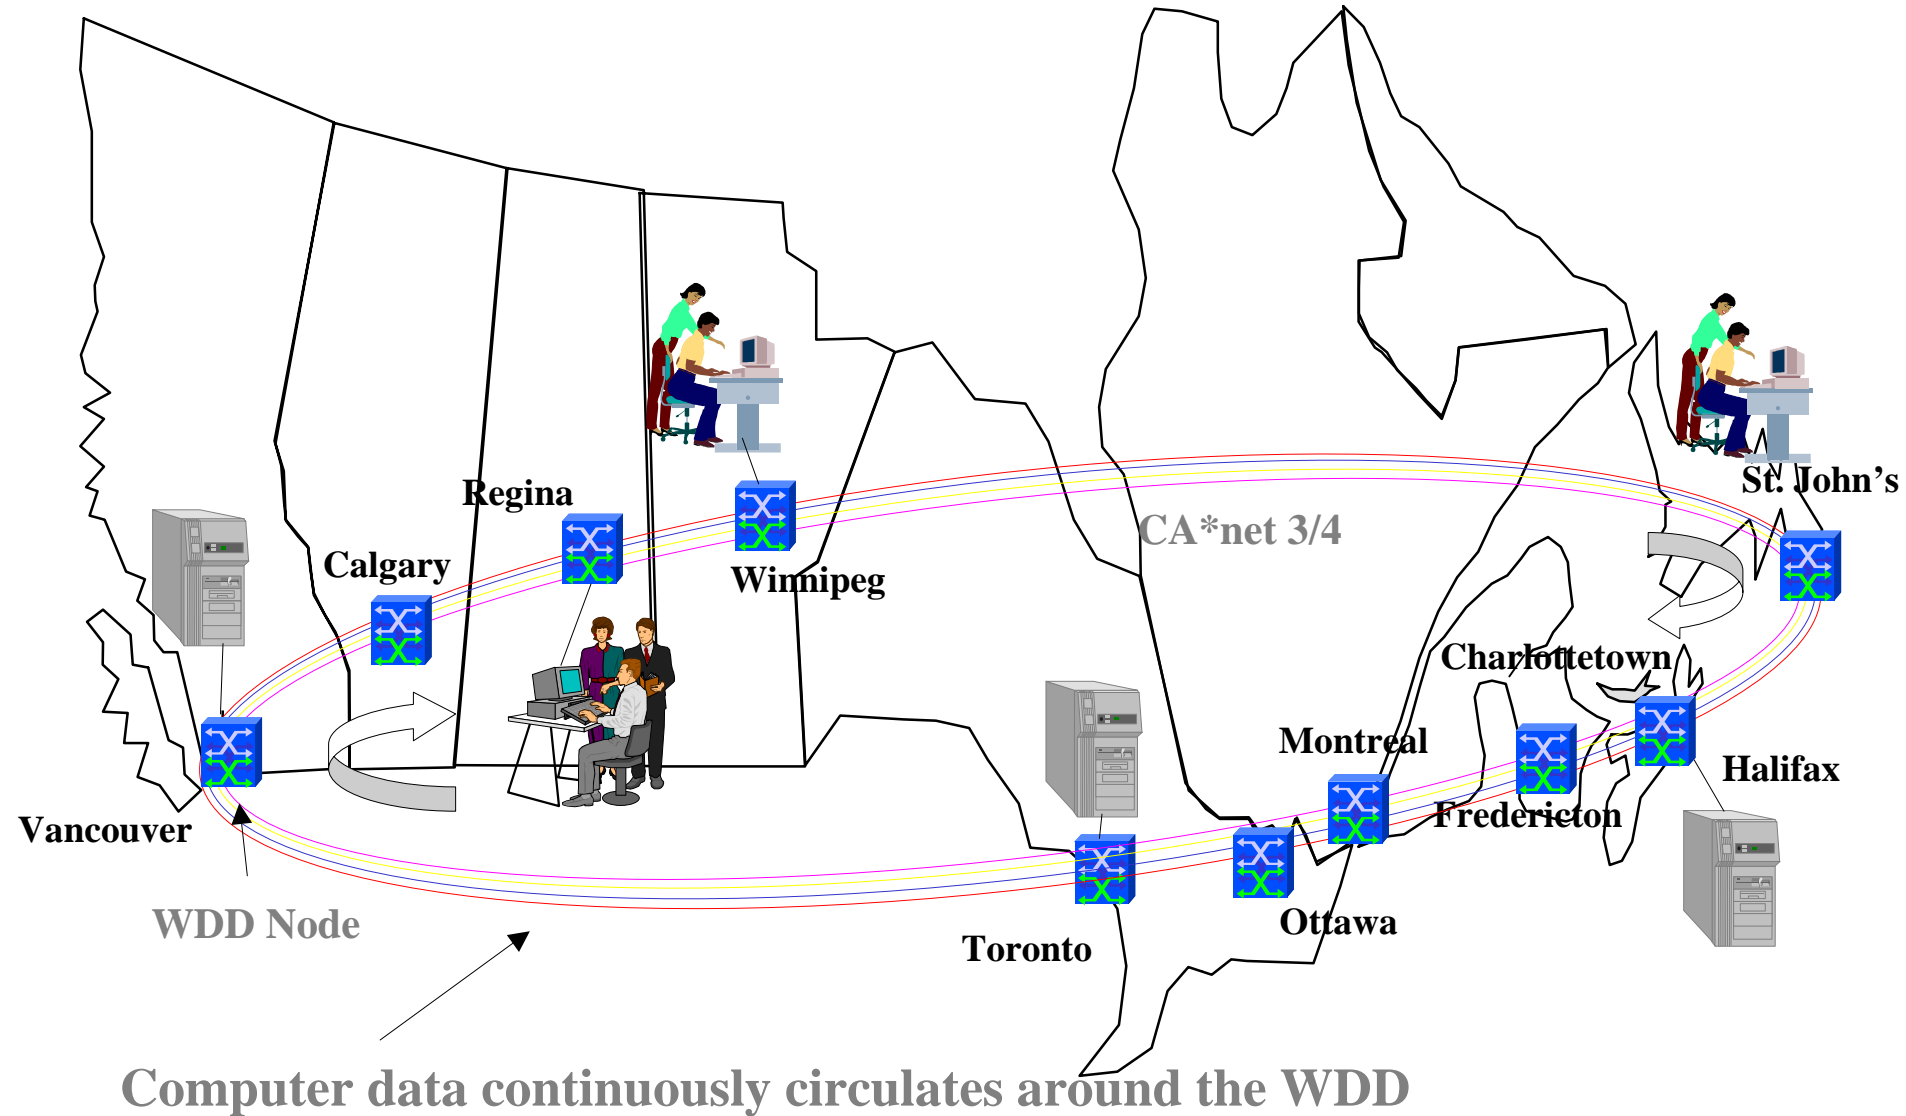 Regina
St. John’s
CA*net 3/4
Calgary
Winnipeg
Charlottetown
Montreal
Halifax
Vancouver
Fredericton
WDD Node
Ottawa
Toronto
Computer data continuously circulates around the WDD